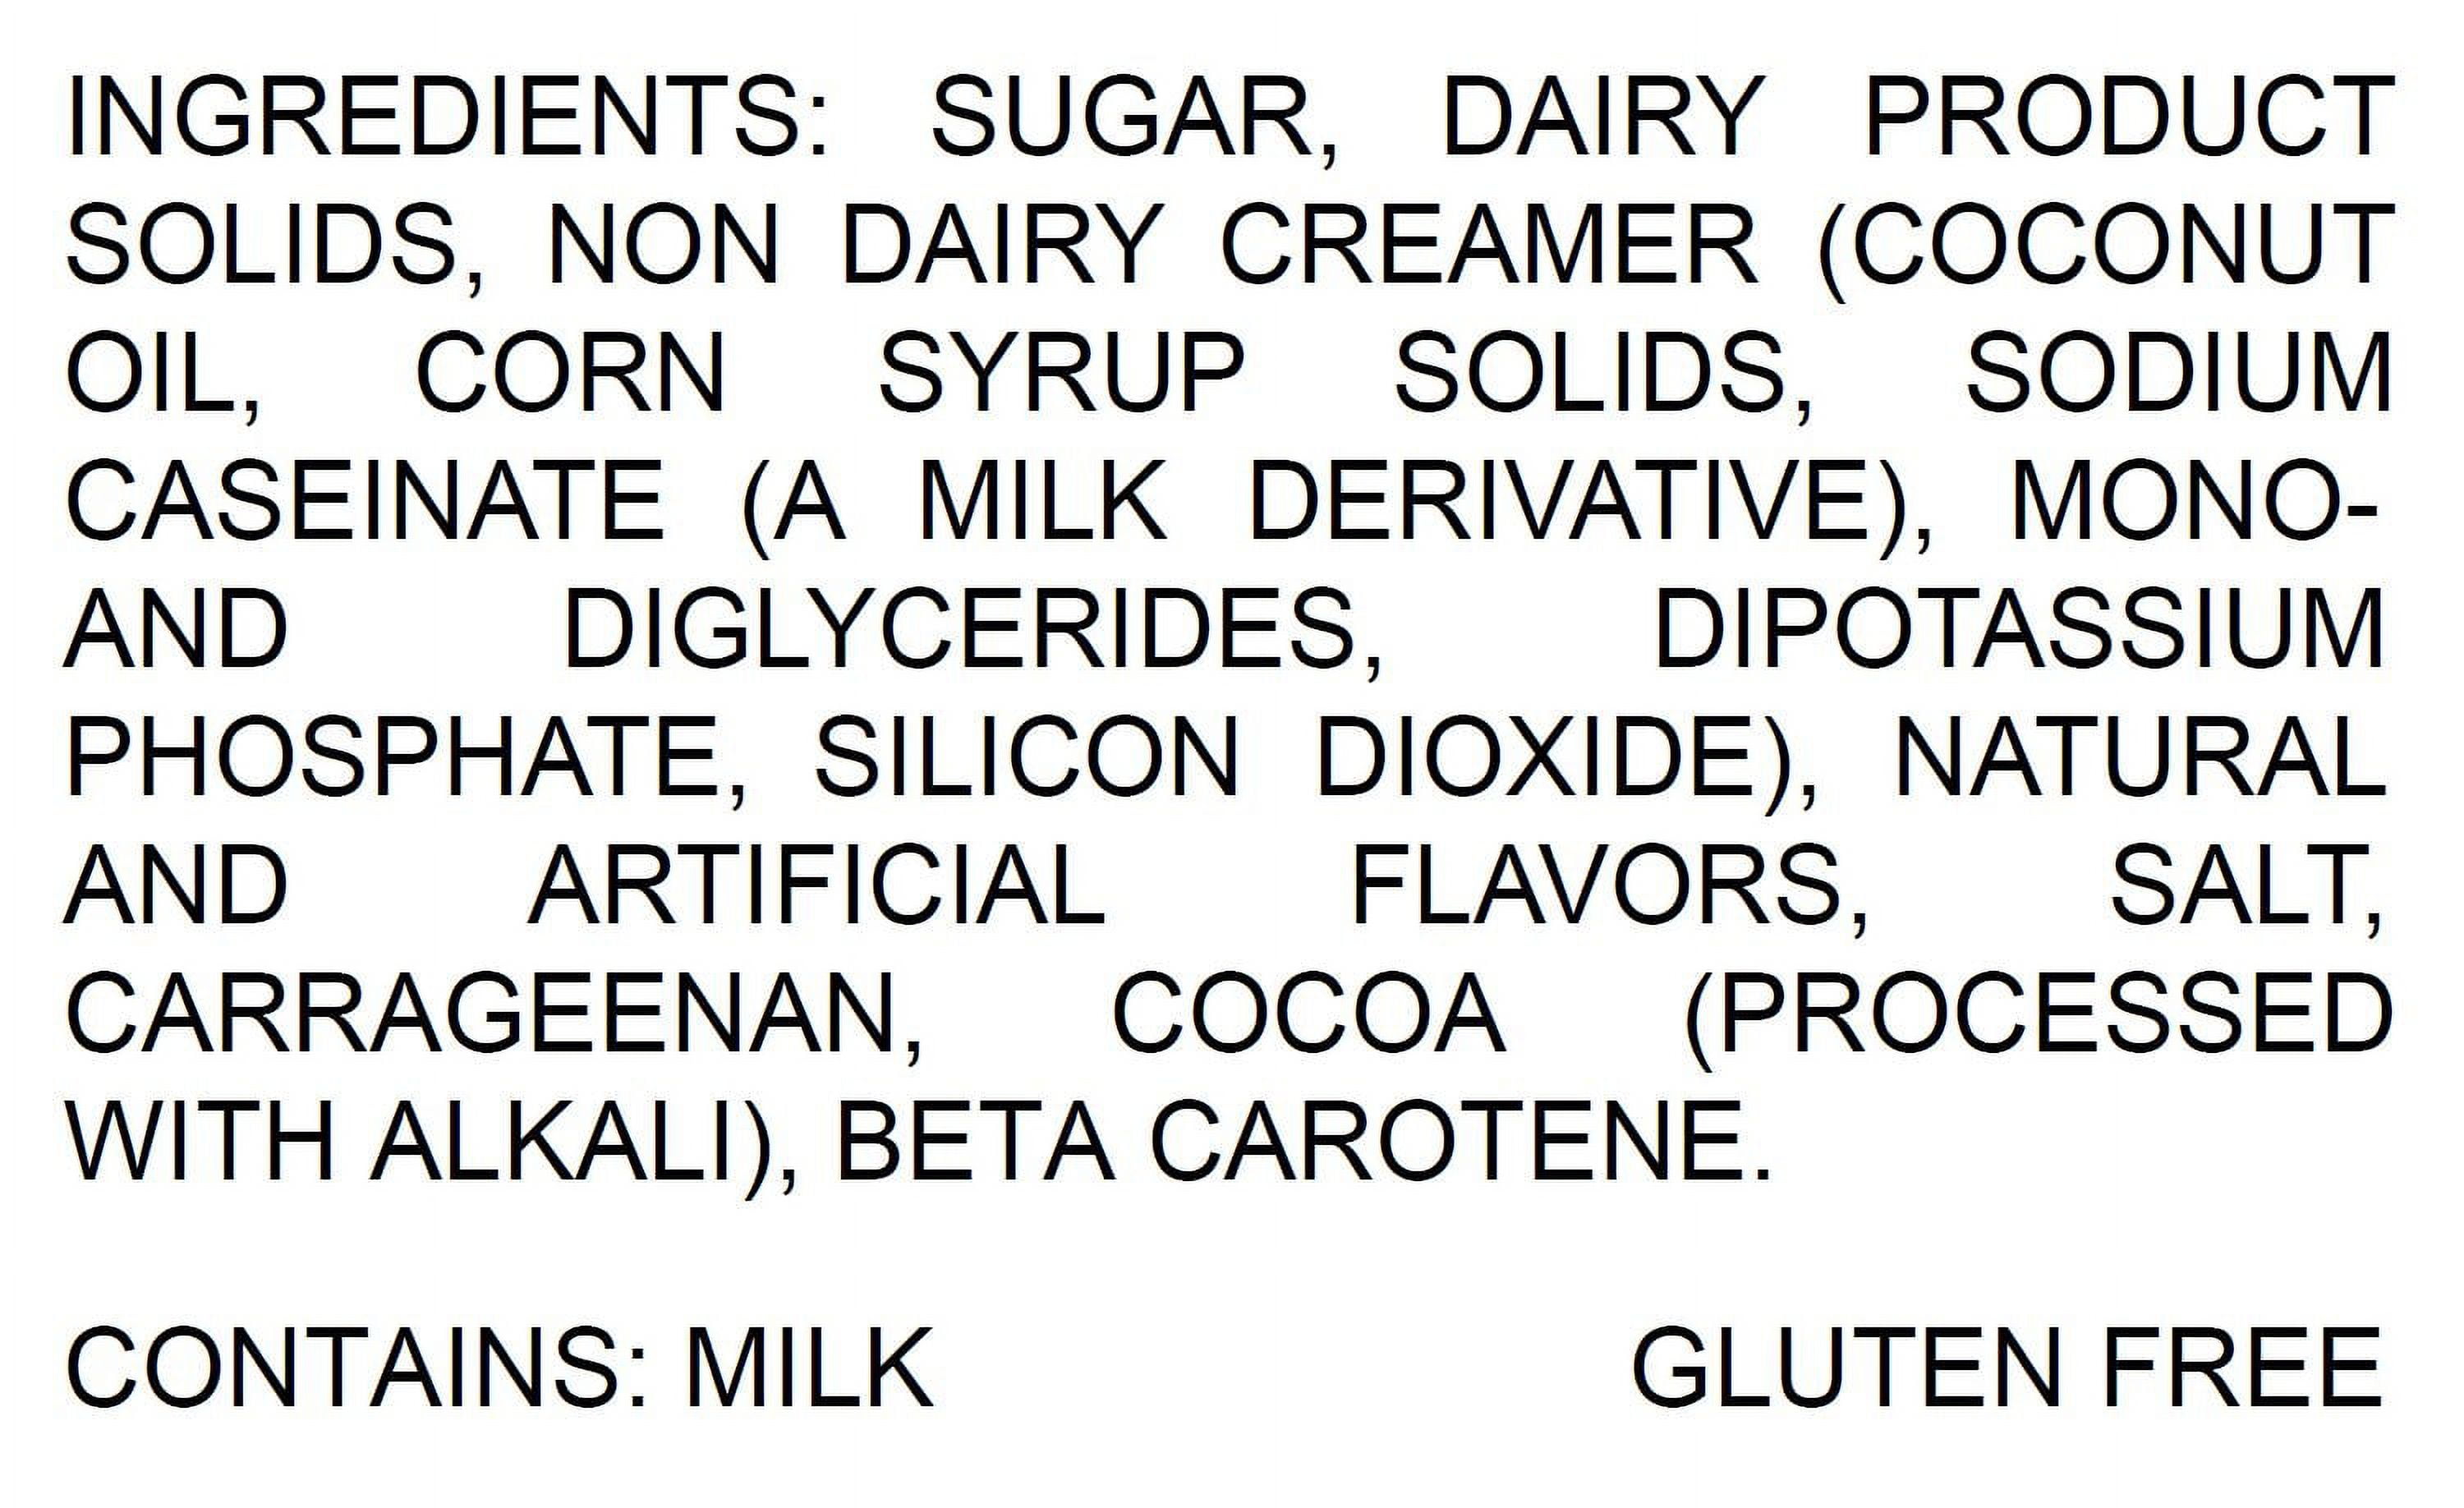 INGREDIENTS: SUGAR, DAIRY PRODUCT
SOLIDS, NON DAIRY CREAMER (COCONUT
OIL, CORN SYRUP SOLIDS, SODIUM
CASEINATE (A MILK DERIVATIVE), MONO-
AND DIGLYCERIDES, DIPOTASSIUM
PHOSPHATE, SILICON DIOXIDE), NATURAL
AND ARTIFICIAL FLAVORS, SALT,
CARRAGEENAN, COCOA (PROCESSED
WITH ALKALI), BETA CAROTENE.
CONTAINS: MILK GLUTEN FREE